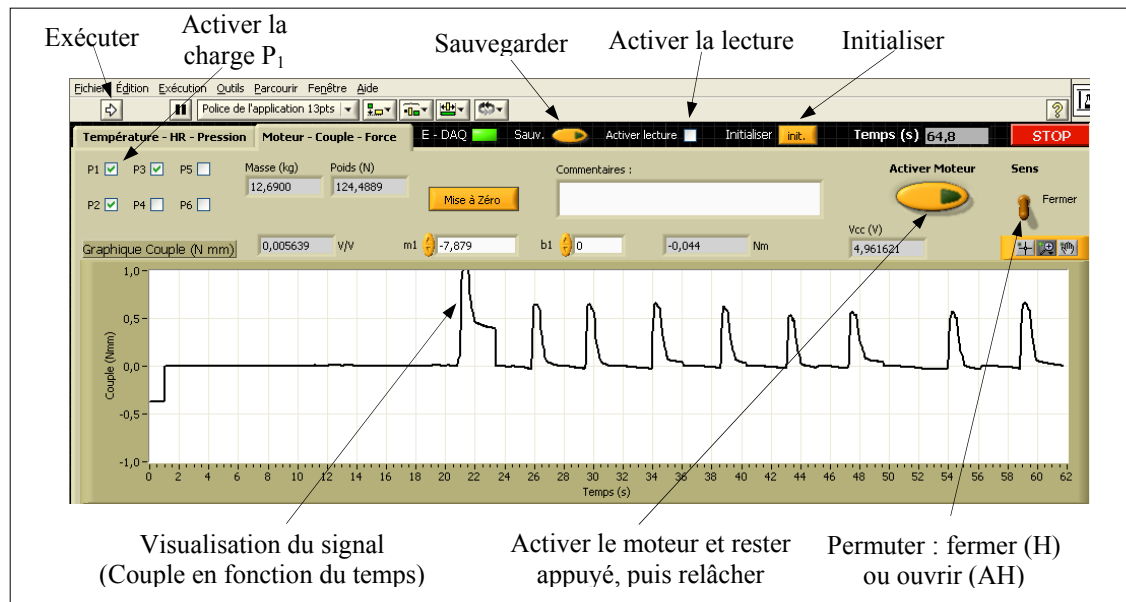 Exécuter
Activer la
charge P1
Sauvegarder
Activer la lecture
Initialiser
Fichier Édition Exécution Outils Parcourir Fenêtre Aide
Police de l'application 13pts
Température - HR - Pression
Moteur - Couple - Force
E - DAQ
Sauv.
Activer lecture
Initialiser
init.
Temps (s)
64,8
STOP
P1
P3
P5
Masse (kg)
Poids (N)
Commentaires :
Activer Moteur
Sens
12,6900
124,4889
Mise à Zéro
Fermer
P2
P4
P6
Vcc (V)
Graphique Couple (N mm)
0,005639
V/V
m1
-7,879
b1
0
-0,044
Nm
4,961621
1,0
0,5
0,0
-0,5
-1,0
Couple (Nmm)
0 2 4 6 8 10 12 14 16 18 20 22 24 26 28 30 32 34 36 38 40 42 44 46 48 50 52 54 56 58 60 62
Temps (s)
Visualisation du signal
(Couple en fonction du temps)
Activer le moteur et rester
appuyé, puis relâcher
Permuter : fermer (H)
ou ouvrir (AH)